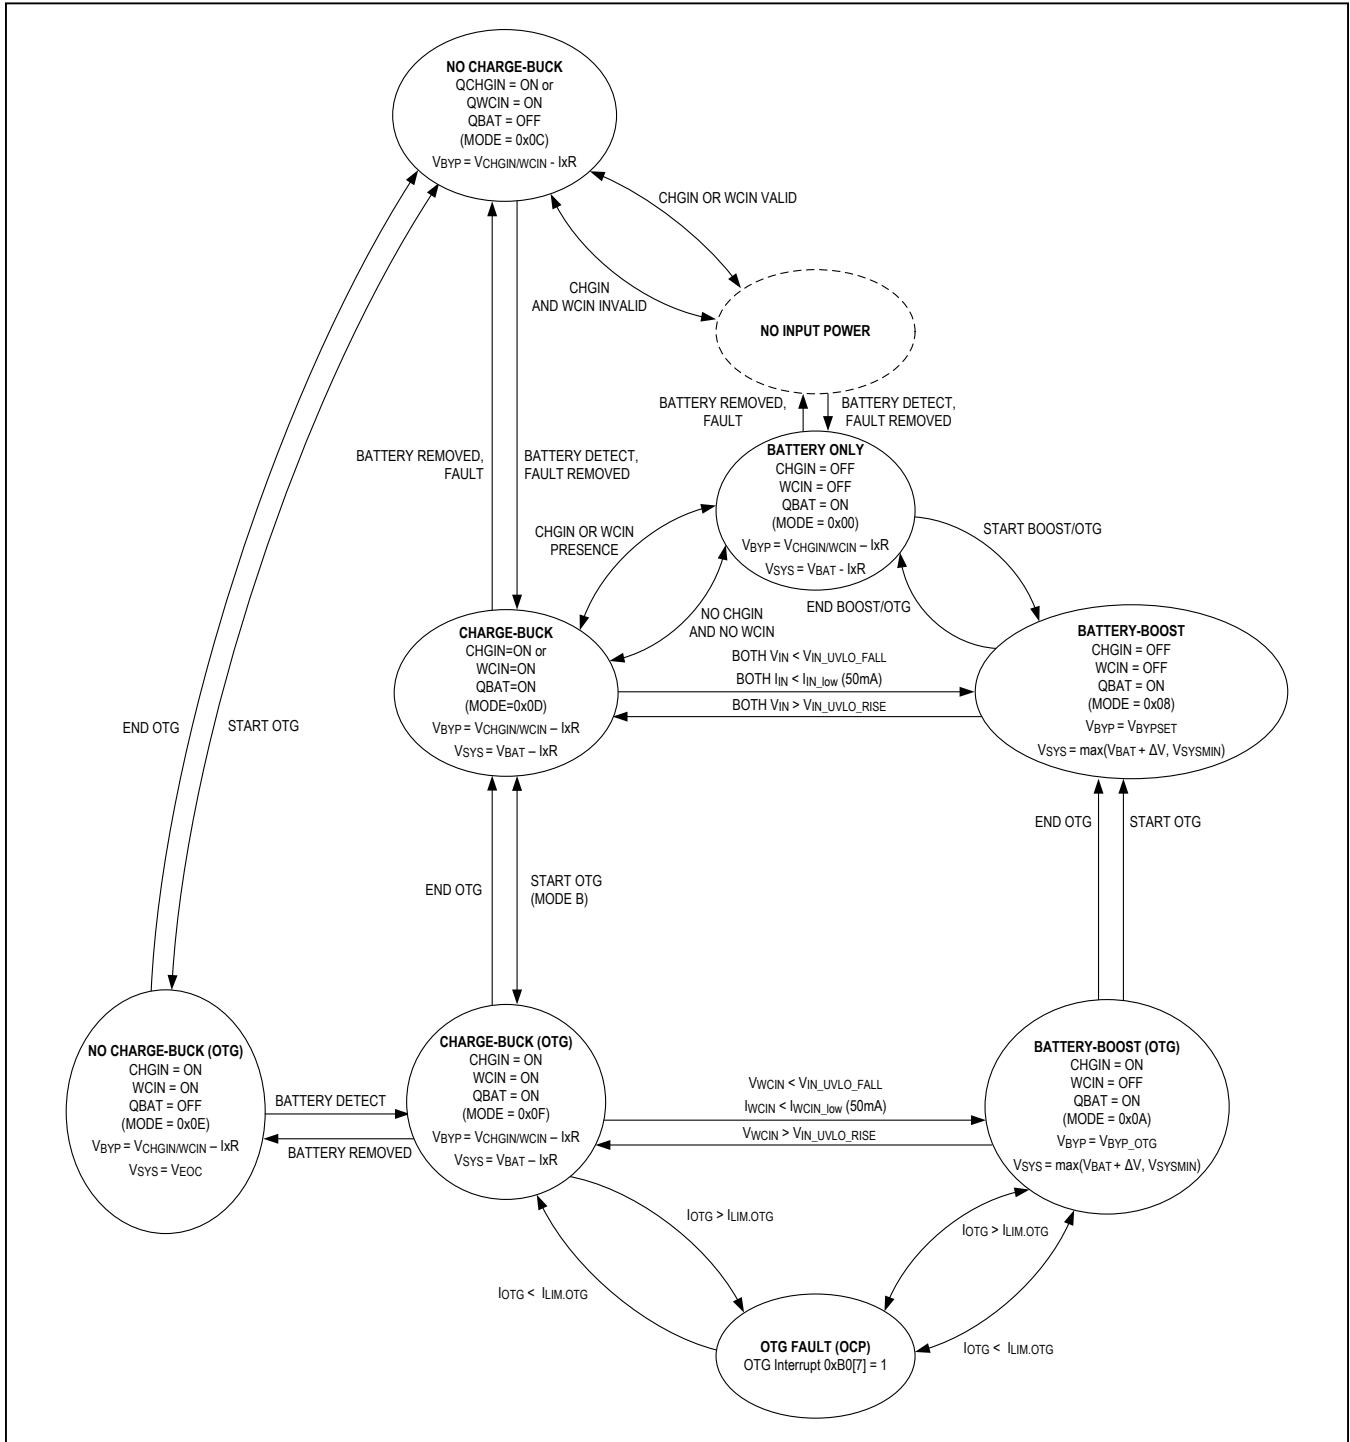 NO CHARGE-BUCK
QCHGIN = ON or
QWCIN = ON
QBAT = OFF
(MODE = 0x0C)
VBYP = VCHGIN/WCIN - IxR
CHGIN OR WCIN VALID
CHGIN
AND WCIN INVALID
NO INPUT POWER
BATTERY REMOVED,
FAULT
BATTERY DETECT,
FAULT REMOVED
BATTERY REMOVED,
FAULT
BATTERY DETECT,
FAULT REMOVED
BATTERY ONLY
CHGIN = OFF
WCIN = OFF
QBAT = ON
(MODE = 0x00)
VBYP = VCHGIN/WCIN – IxR
VSYS = VBAT - IxR
CHGIN OR WCIN
PRESENCE
START BOOST/OTG
END BOOST/OTG
NO CHGIN
AND NO WCIN
CHARGE-BUCK
CHGIN=ON or
WCIN=ON
QBAT=ON
(MODE=0x0D)
VBYP = VCHGIN/WCIN – IxR
VSYS = VBAT – IxR
BOTH VIN < VIN_UVLO_FALL
BOTH IIN < IIN_low (50mA)
BOTH VIN > VIN_UVLO_RISE
BATTERY-BOOST
CHGIN = OFF
WCIN = OFF
QBAT = ON
(MODE = 0x08)
VBYP = VBYPSET
VSYS = max(VBAT + ΔV, VSYSMIN)
END OTG
START OTG
END OTG
START OTG
(MODE B)
END OTG
START OTG
NO CHARGE-BUCK (OTG)
CHGIN = ON
WCIN = ON
QBAT = OFF
(MODE = 0x0E)
VBYP = VCHGIN/WCIN – IxR
VSYS = VEOC
BATTERY DETECT
BATTERY REMOVED
CHARGE-BUCK (OTG)
CHGIN = ON
WCIN = ON
QBAT = ON
(MODE = 0x0F)
VBYP = VCHGIN/WCIN – IxR
VSYS = VBAT – IxR
VWCIN < VIN_UVLO_FALL
IWCIN < IWCIN_low (50mA)
VWCIN > VIN_UVLO_RISE
BATTERY-BOOST (OTG)
CHGIN = ON
WCIN = OFF
QBAT = ON
(MODE = 0x0A)
VBYP = VBYP_OTG
VSYS = max(VBAT + ΔV, VSYSMIN)
IOTG > ILIM.OTG
IOTG < ILIM.OTG
IOTG > ILIM.OTG
IOTG < ILIM.OTG
OTG FAULT (OCP)
OTG Interrupt 0xB0[7] = 1